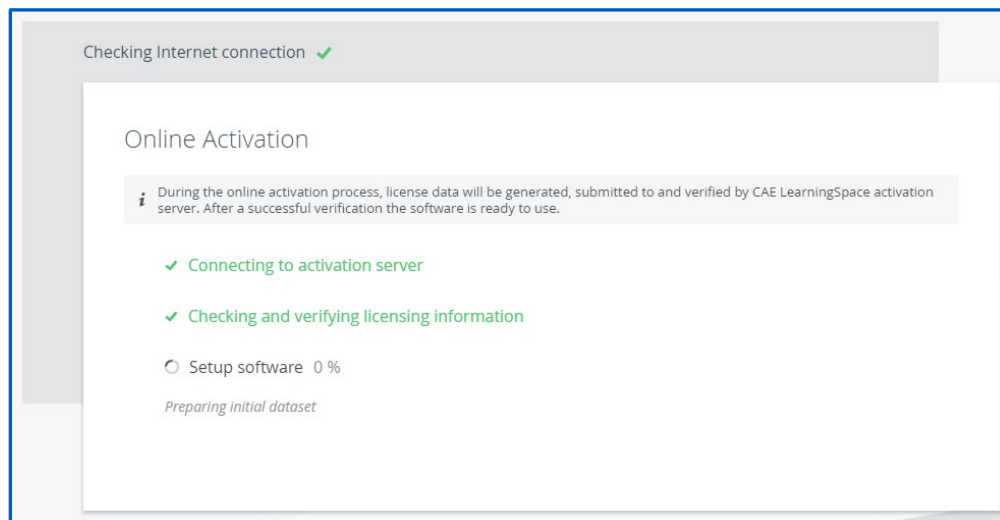 Checking Internet connection
Online Activation
During the online activation process, license data will be generated, submitted to and verified by CAE LearningSpace activation
server. After a successful verification the software is ready to use.
Connecting to activation server
Checking and verifying licensing information
Setup software 0 %
Preparing initial dataset